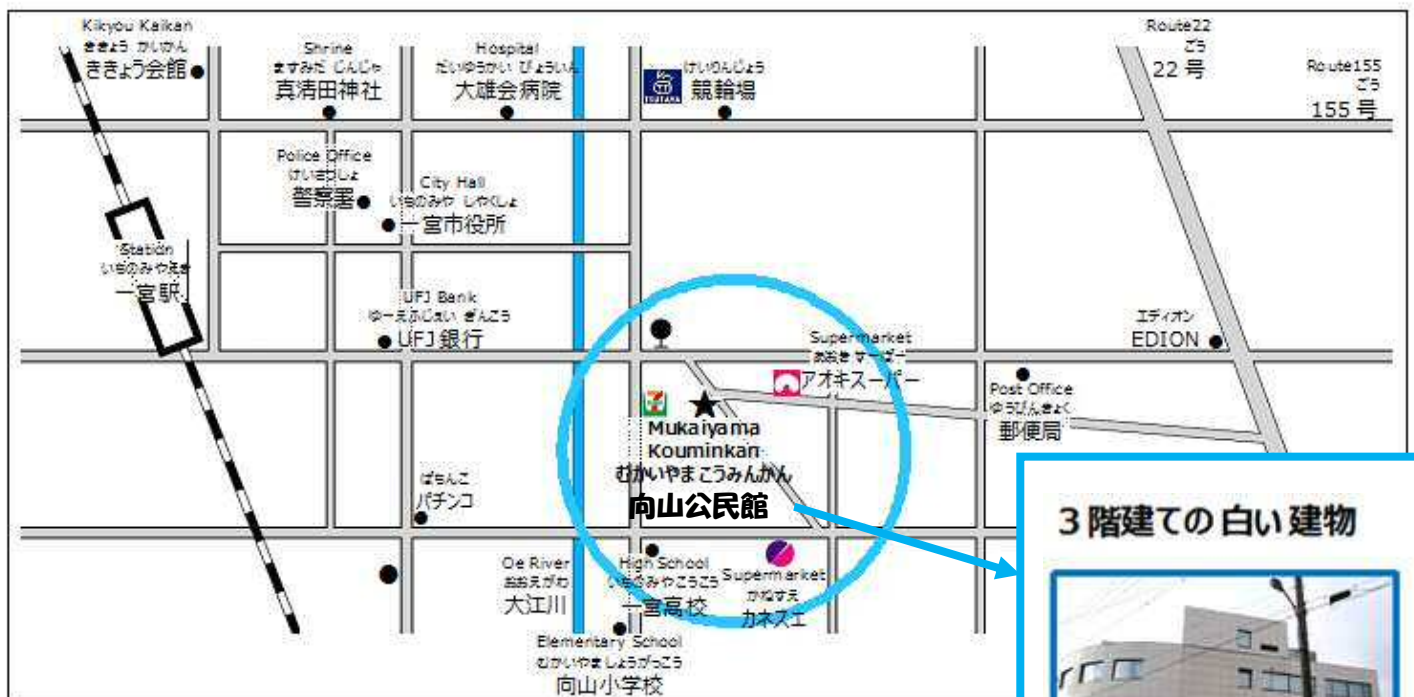 Kikyou Kaikan
ききょう かいかん
ききょう会館
Shrine
ますみだ じんじゃ
真清田神社
Hospital
だいゆうかい びょういん
大雄会病院
TSUTAYA
けいりんじょう
競輪場
Route22
ごう
22 号
Route155
ごう
155 号
Police Office
けいさつしょ
警察署
City Hall
いちのみや しやくしょ
一宮市役所
Station
いちのみやえき
一宮駅
UFJ Bank
ゆーえふじぇい ぎんこう
UFJ 銀行
Supermarket
あおき すーぱー
アオキスーパー
エディオン
EDION
Post Office
ゆうびんきょく
郵便局
7
Mukaiyama
Kouminkan
むかいやまこうみんかん
向山公民館
ぱちんこ
パチンコ
Oe River
おおえがわ
大江川
High School
いちのみやこうこう
一宮高校
Supermarket
かねすえ
カネスエ
Elementary School
むかいやましょうがっこう
向山小学校
3 階建ての 白い 建物